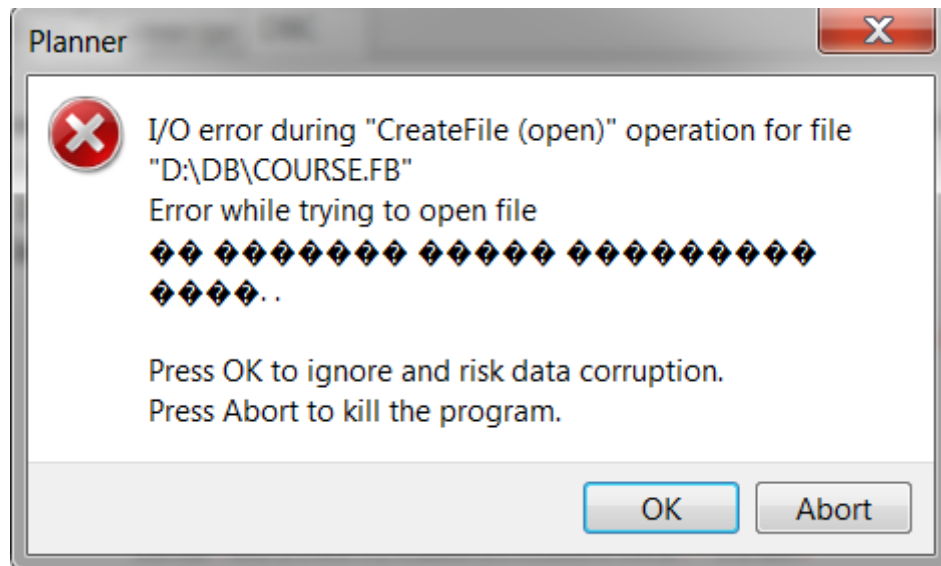 Planner
I/O error during "CreateFile (open)" operation for file
"D:\DB\COURSE.FB"
Error while trying to open file
�� ������� ����� ���������
����. .
Press OK to ignore and risk data corruption.
Press Abort to kill the program.
OK
Abort